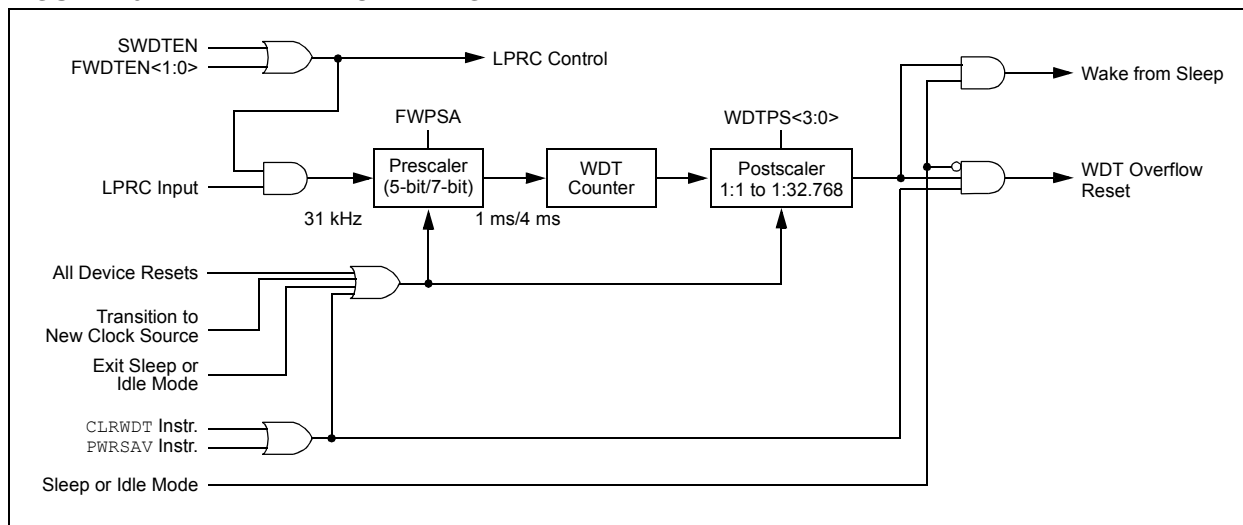 SWDTEN
FWDTEN<1:0>
LPRC Control
Wake from Sleep
FWPSA
WDTPS<3:0>
LPRC Input
Prescaler
(5-bit/7-bit)
WDT
Counter
Postscaler
1:1 to 1:32.768
WDT Overflow
Reset
31 kHz
1 ms/4 ms
All Device Resets
Transition to
New Clock Source
Exit Sleep or
Idle Mode
CLRWDT Instr.
PWRSAV Instr.
Sleep or Idle Mode